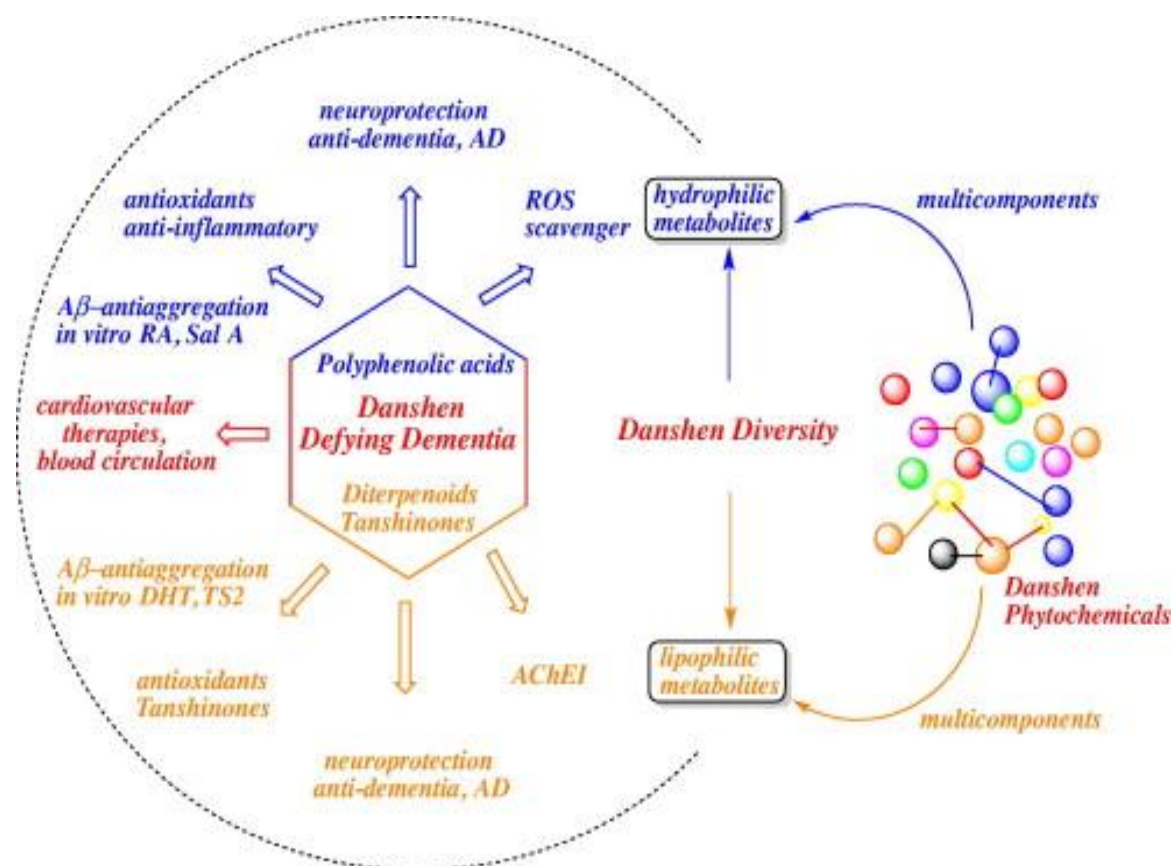 neuroprotection
anti-dementia, AD
antioxidants
anti-inflammatory
ROS
scavenger
hydrophilic
metabolites
multicomponents
Aβ–antiaggregation
in vitro RA, Sal A
Polyphenolic acids
cardiovascular
therapies,
blood circulation
Danshen
Defying Dementia
Danshen Diversity
Diterpenoids
Tanshinones
Aβ–antiaggregation
in vitro DHT, TS2
Danshen
Phytochemicals
antioxidants
Tanshinones
AChEI
lipophilic
metabolites
multicomponents
neuroprotection
anti-dementia, AD